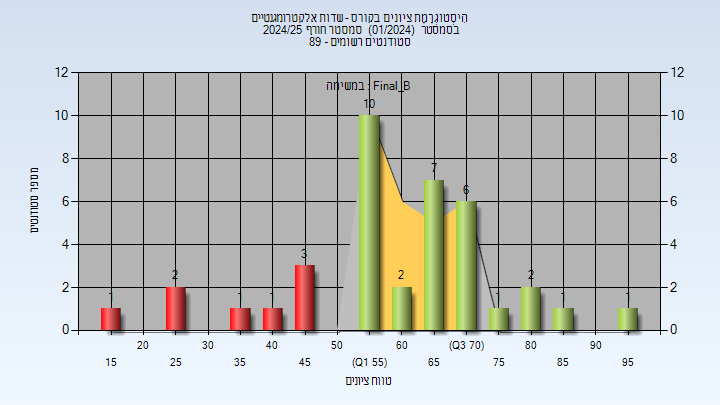 היסטוגרמת ציונים בקורס - שדות אלקטרומגנטיים
בסמסטר (01/2024) סמסטר חורף 2024/25
סטודנטים רשומים - 89
במשימה : Final_B
12 12
10 10
8 8
6 6
4 4
2 2
0 0
מספר סטודנטים
1 2 1 1 3 10 2 7 6 1 2 1 1
20 30 40 50 60 (Q3 70) 80 90
15 25 35 45 (Q1 55) 65 75 85 95
טווח ציונים